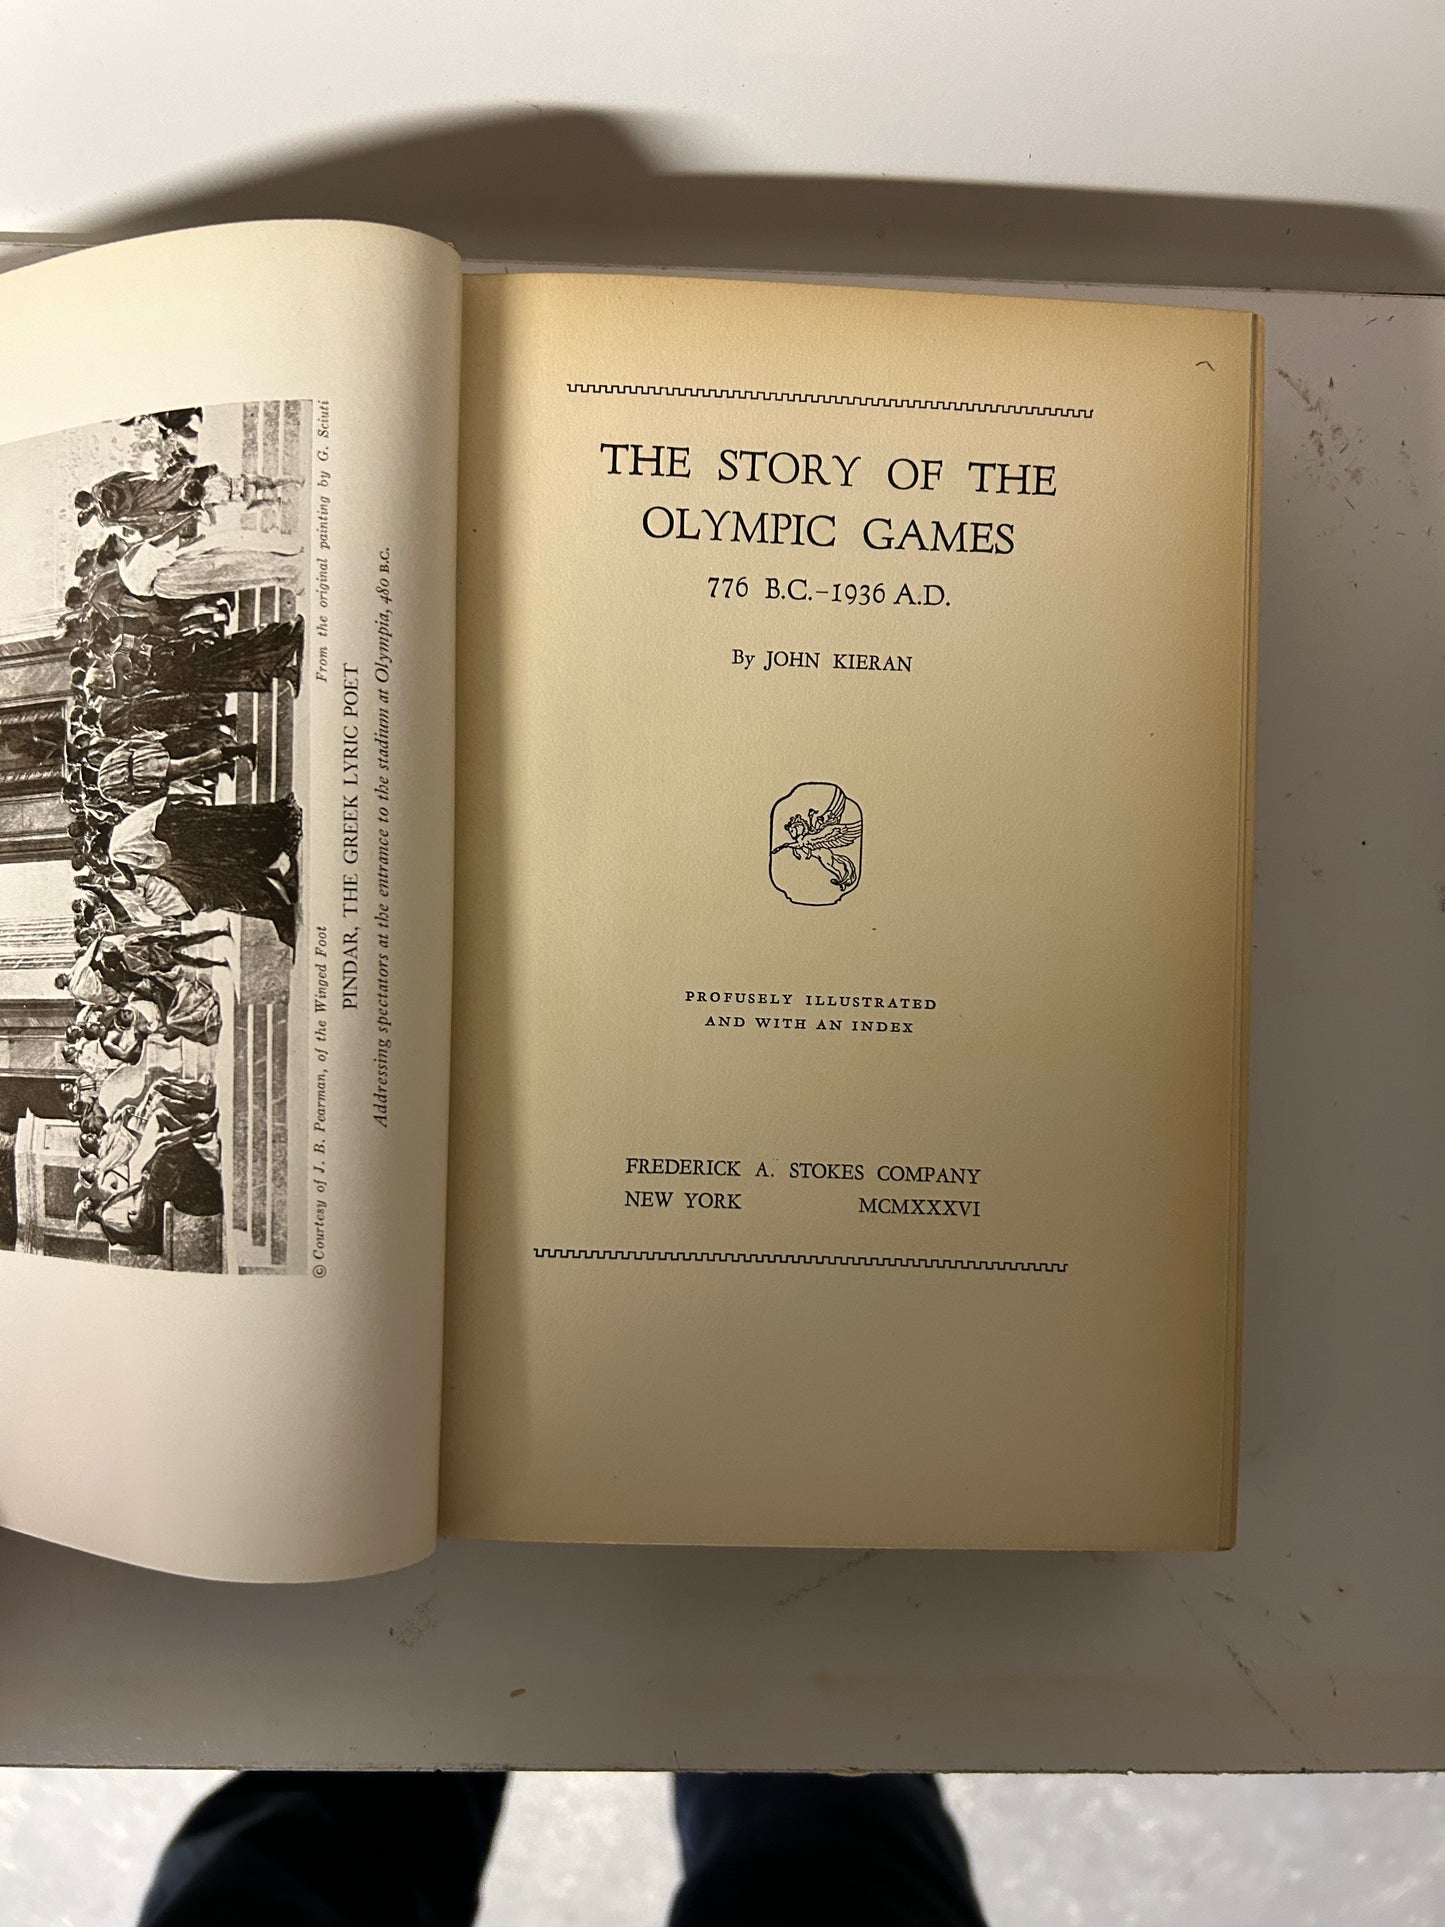 © Courtesy of J. B. Pearman, of the Winged Foot From the original painting by G. Sciuti
PINDAR, THE GREEK LYRIC POET
Addressing spectators at the entrance to the stadium at Olympia, 480 B.C.
THE STORY OF THE
OLYMPIC GAMES
776 B.C.–1936 A.D.
By JOHN KIERAN
PROFUSELY ILLUSTRATED
AND WITH AN INDEX
FREDERICK A. STOKES COMPANY
NEW YORK MCMXXXVI